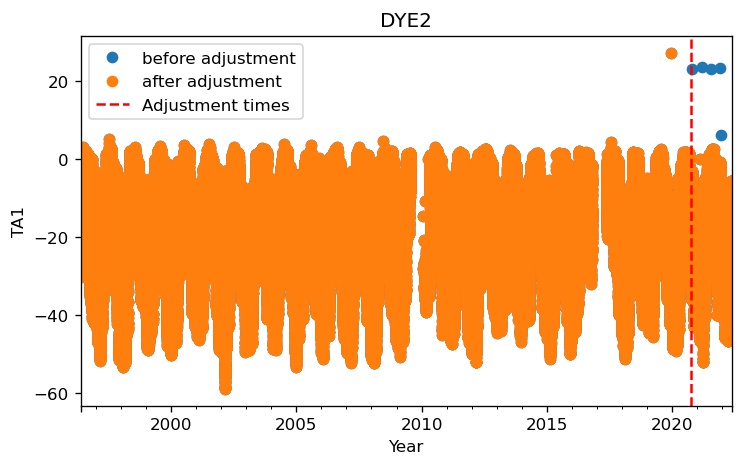 DYE2
before adjustment
after adjustment
Adjustment times
TA1
20
0
−20
−40
−60
2000
2005
2010
2015
2020
Year